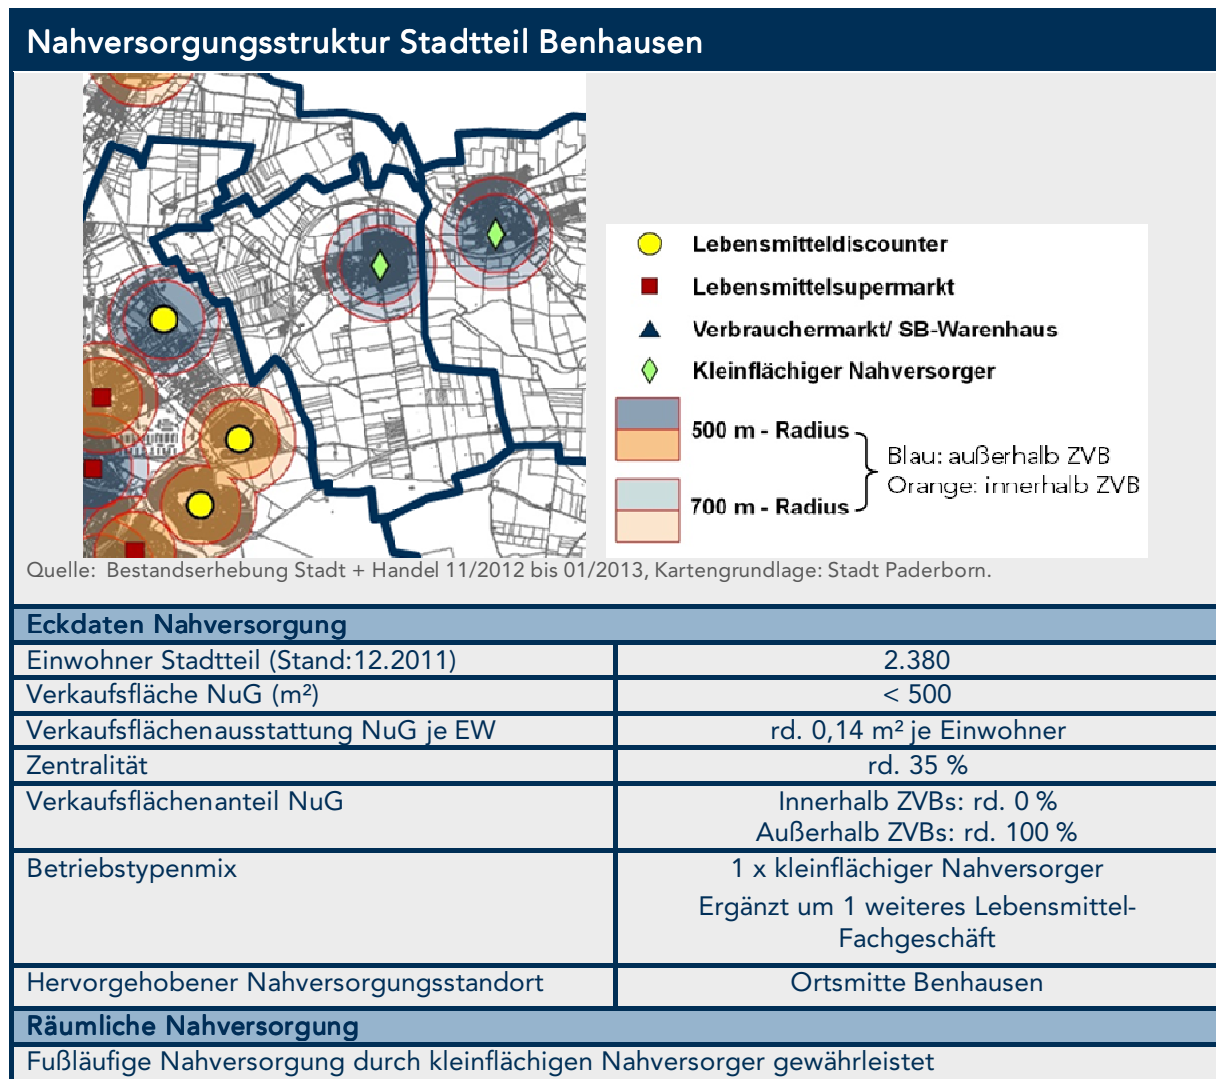 Nahversorgungsstruktur Stadtteil Benhausen
Lebensmitteldiscounter
Lebensmittelsupermarkt
Verbrauchermarkt/ SB-Warenhaus
Kleinflächiger Nahversorger
500 m - Radius
Blau: außerhalb ZVB
Orange: innerhalb ZVB
700 m - Radius
Quelle: Bestandserhebung Stadt + Handel 11/2012 bis 01/2013, Kartengrundlage: Stadt Paderborn.
Eckdaten Nahversorgung
Einwohner Stadtteil (Stand:12.2011) 2.380
Verkaufsfläche NuG (m²) < 500
Verkaufsflächenausstattung NuG je EW rd. 0,14 m² je Einwohner
Zentralität rd. 35 %
Verkaufsflächenanteil NuG Innerhalb ZVBs: rd. 0 %
Außerhalb ZVBs: rd. 100 %
Betriebstypenmix 1 x kleinflächiger Nahversorger
Ergänzt um 1 weiteres Lebensmittel-
Fachgeschäft
Hervorgehobener Nahversorgungsstandort Ortsmitte Benhausen
Räumliche Nahversorgung
Fußläufige Nahversorgung durch kleinflächigen Nahversorger gewährleistet